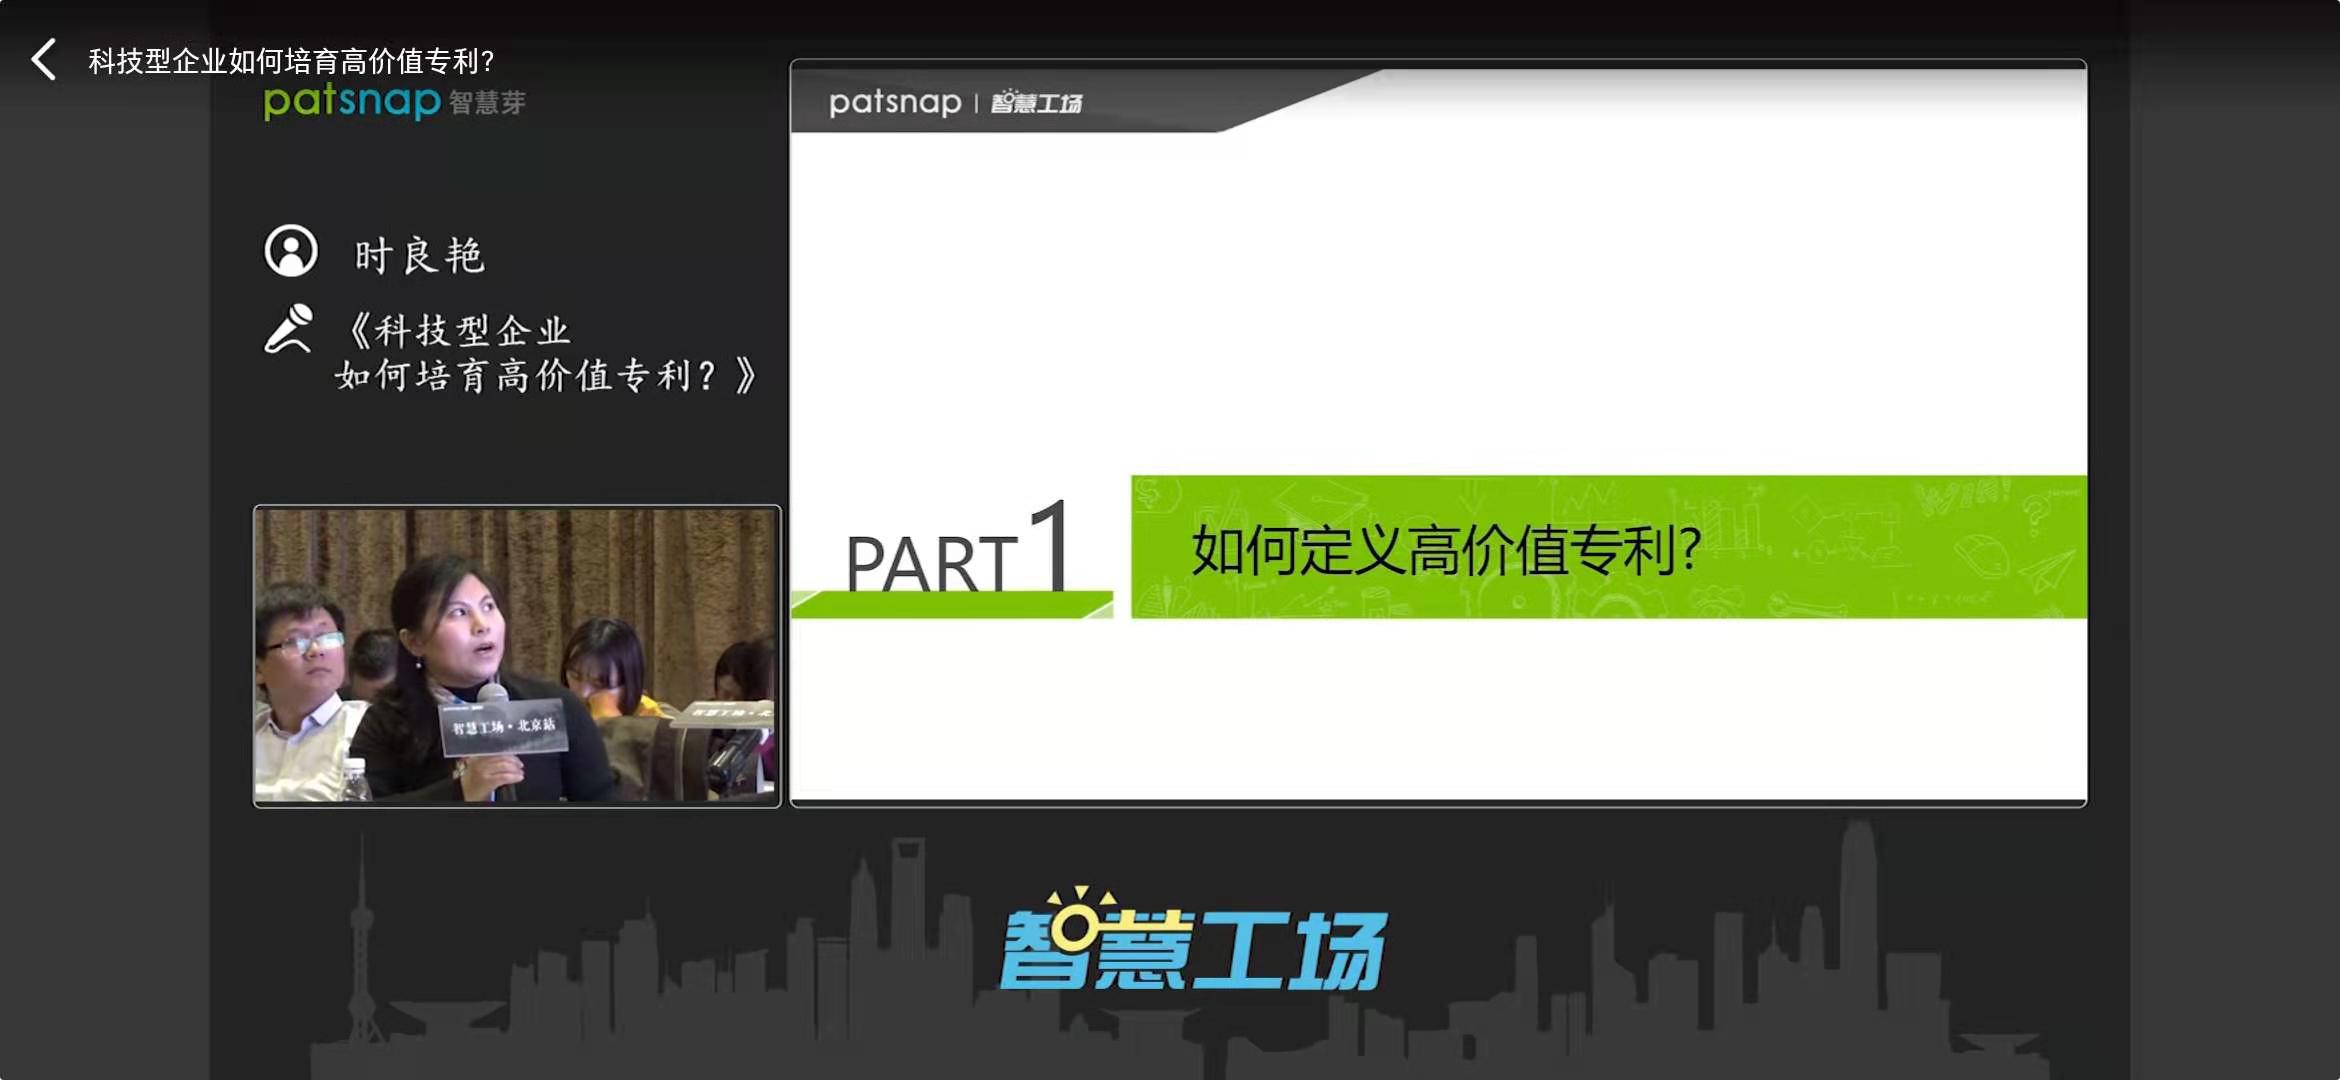 科技型企业如何培育高价值专利?
patsnap 智慧芽
patsnap | 智慧工场
时良艳
《科技型企业
如何培育高价值专利？》
PART 1
如何定义高价值专利?
WIN!
智慧工场·北京站
智慧工场